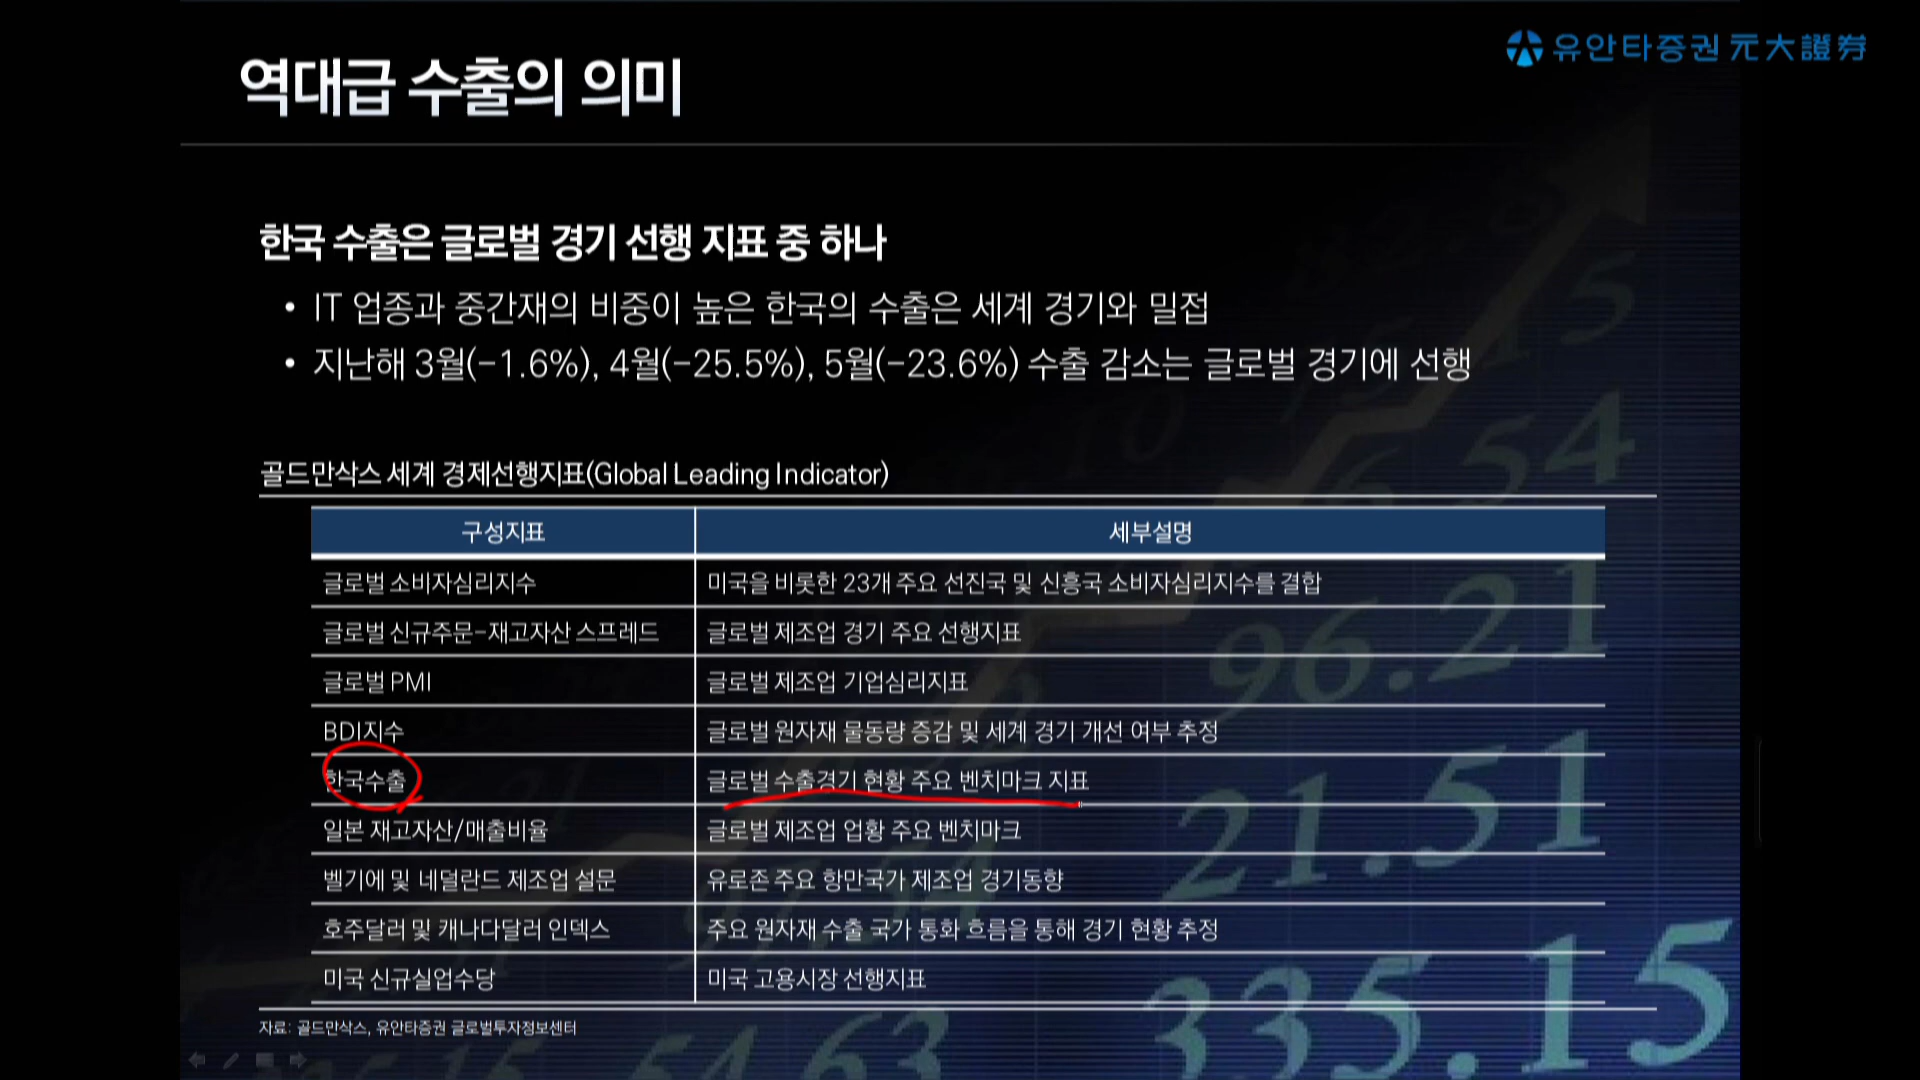 유안타증권 元大證券
역대급 수출의 의미
한국 수출은 글로벌 경기 선행 지표 중 하나
• IT 업종과 중간재의 비중이 높은 한국의 수출은 세계 경기와 밀접
• 지난해 3월(-1.6%), 4월(-25.5%), 5월(-23.6%) 수출 감소는 글로벌 경기에 선행
골드만삭스 세계 경제선행지표(Global Leading Indicator)
구성지표 세부설명
글로벌 소비자심리지수 미국을 비롯한 23개 주요 선진국 및 신흥국 소비자심리지수를 결합
글로벌 신규주문-재고자산 스프레드 글로벌 제조업 경기 주요 선행지표
글로벌 PMI 글로벌 제조업 기업심리지표
BDI지수 글로벌 원자재 물동량 증감 및 세계 경기 개선 여부 추정
한국수출 글로벌 수출경기 현황 주요 벤치마크 지표
일본 재고자산/매출비율 글로벌 제조업 업황 주요 벤치마크
벨기에 및 네덜란드 제조업 설문 유로존 주요 항만국가 제조업 경기동향
호주달러 및 캐나다달러 인덱스 주요 원자재 수출 국가 통화 흐름을 통해 경기 현황 추정
미국 신규실업수당 미국 고용시장 선행지표
자료: 골드만삭스, 유안타증권 글로벌투자정보센터
54
96.21
21.51
335.15
54.63